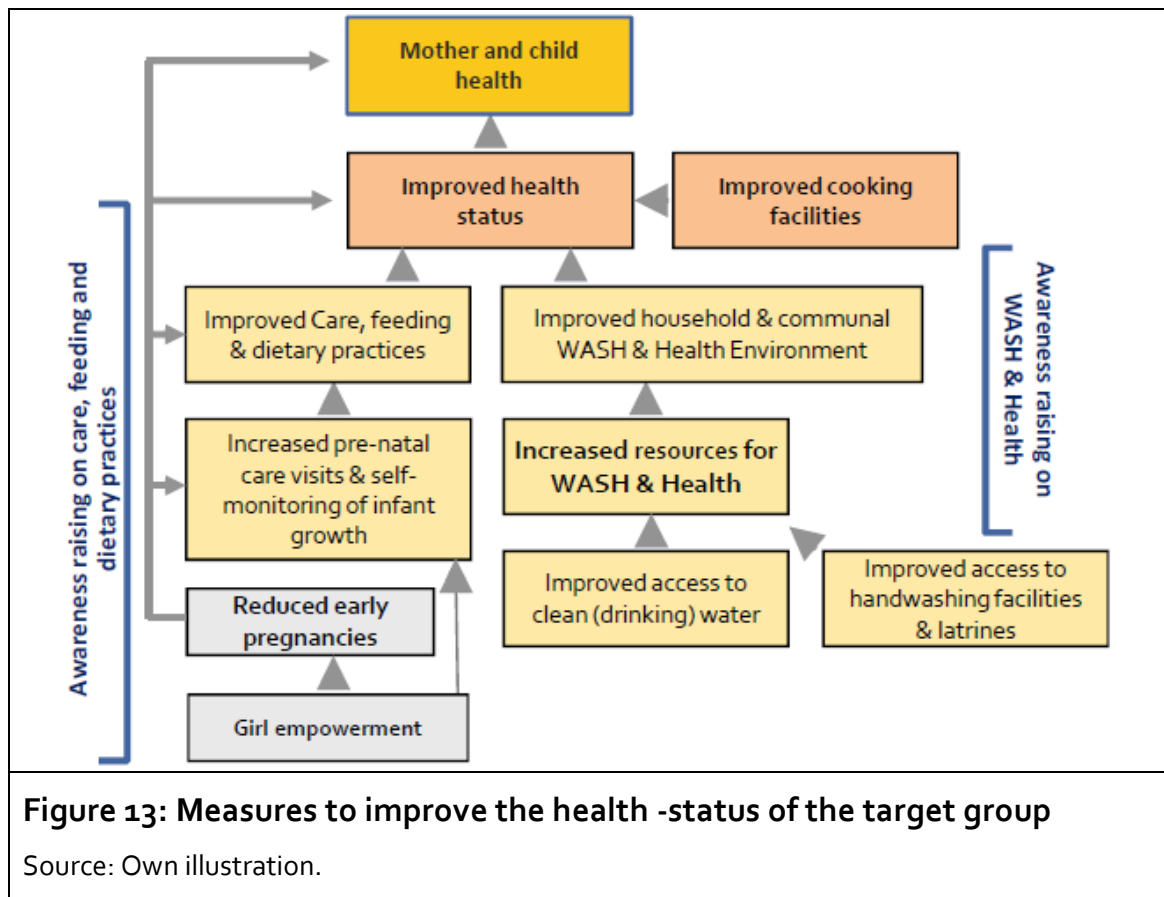 Mother and child
health
Improved health
status
Improved cooking
facilities
Awareness raising on care, feeding and
dietary practices
Improved Care, feeding
& dietary practices
Improved household & communal
WASH & Health Environment
Awareness raising on
WASH & Health
Increased pre-natal
care visits & self-
monitoring of infant
growth
Increased resources for
WASH & Health
Improved access to
clean (drinking) water
Improved access to
handwashing facilities
& latrines
Reduced early
pregnancies
Girl empowerment
Figure 13: Measures to improve the health -status of the target group
Source: Own illustration.